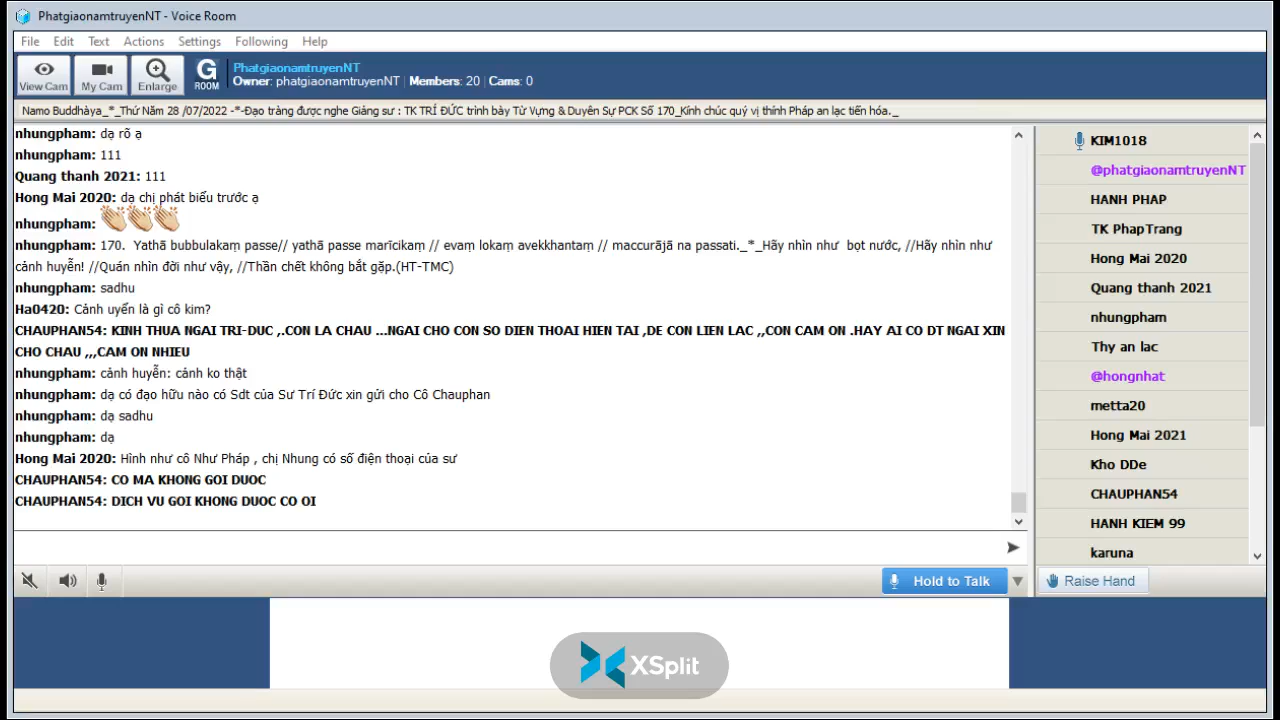 PhatgiaonamtruyenNT - Voice Room
File Edit Text Actions Settings Following Help
View Cam My Cam Enlarge G ROOM
PhatgiaonamtruyenNT
Owner: phatgiaonamtruyenNT | Members: 20 | Cams: 0
Namo Buddhàya_*_Thứ Năm 28 /07/2022 -*-Đạo tràng được nghe Giảng sư : TK TRÍ ĐỨC trình bày Từ Vựng & Duyên Sự PCK Số 170_Kính chúc quý vị thính Pháp an lạc tiến hóa._
nhungpham: dạ rõ ạ
nhungpham: 111
Quang thanh 2021: 111
Hong Mai 2020: dạ chị phát biểu trước ạ
nhungpham:
nhungpham: 170. Yathā bubbulakaṃ passe// yathā passe marīcikaṃ // evaṃ lokaṃ avekkhantaṃ // maccurājā na passati._*_Hãy nhìn như bọt nước, //Hãy nhìn như
cảnh huyễn! //Quán nhìn đời như vậy, //Thần chết không bắt gặp.(HT-TMC)
nhungpham: sadhu
Ha0420: Cảnh uyển là gì cô kim?
CHAUPHAN54: KINH THUA NGAI TRI-DUC ,.CON LA CHAU ...NGAI CHO CON SO DIEN THOAI HIEN TAI ,DE CON LIEN LAC ,,CON CAM ON .HAY AI CO DT NGAI XIN
CHO CHAU ,,,CAM ON NHIEU
nhungpham: cảnh huyễn: cảnh ko thật
nhungpham: dạ có đạo hữu nào có Sdt của Sư Trí Đức xin gửi cho Cô Chauphan
nhungpham: dạ sadhu
nhungpham: dạ
Hong Mai 2020: Hình như cô Như Pháp , chị Nhung có số điện thoại của sư
CHAUPHAN54: CO MA KHONG GOI DUOC
CHAUPHAN54: DICH VU GOI KHONG DUOC CO OI
KIM1018
@phatgiaonamtruyenNT
HANH PHAP
TK PhapTrang
Hong Mai 2020
Quang thanh 2021
nhungpham
Thy an lac
@hongnhat
metta20
Hong Mai 2021
Kho DDe
CHAUPHAN54
HANH KIEM 99
karuna
Hold to Talk
Raise Hand
XSplit